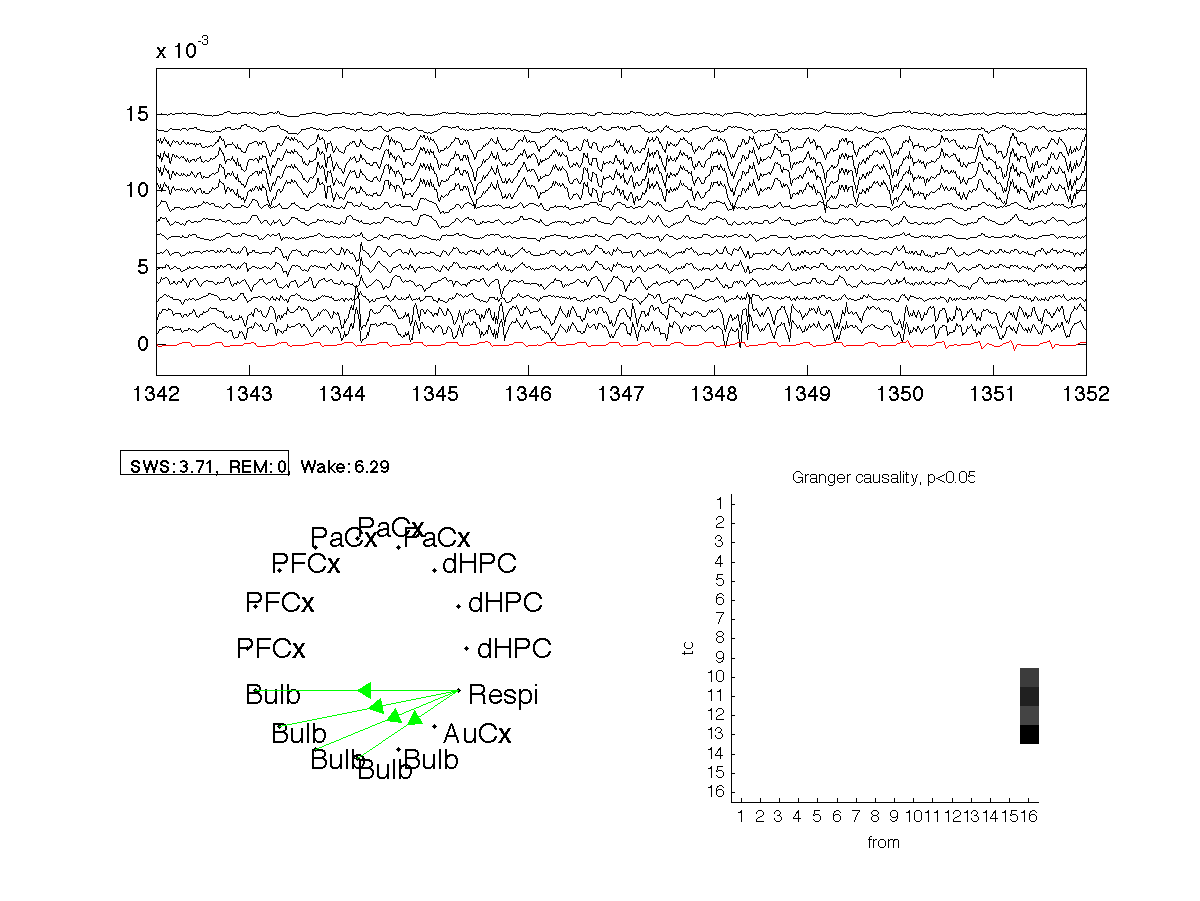 x 10-3
15
10
5
0
1342 1343 1344 1345 1346 1347 1348 1349 1350 1351 1352
SWS:3.71, REM:0, Wake:6.29
Granger causality, p<0.05
PaCx
PaCx PaCx
PFCx dHPC
PFCx dHPC
PFCx dHPC
Bulb Respi
Bulb AuCx
Bulb Bulb
Bulb
1
2
3
4
5
6
7
8
9
10
11
12
13
14
15
16
to
1 2 3 4 5 6 7 8 9 10 11 12 13 14 15 16
from